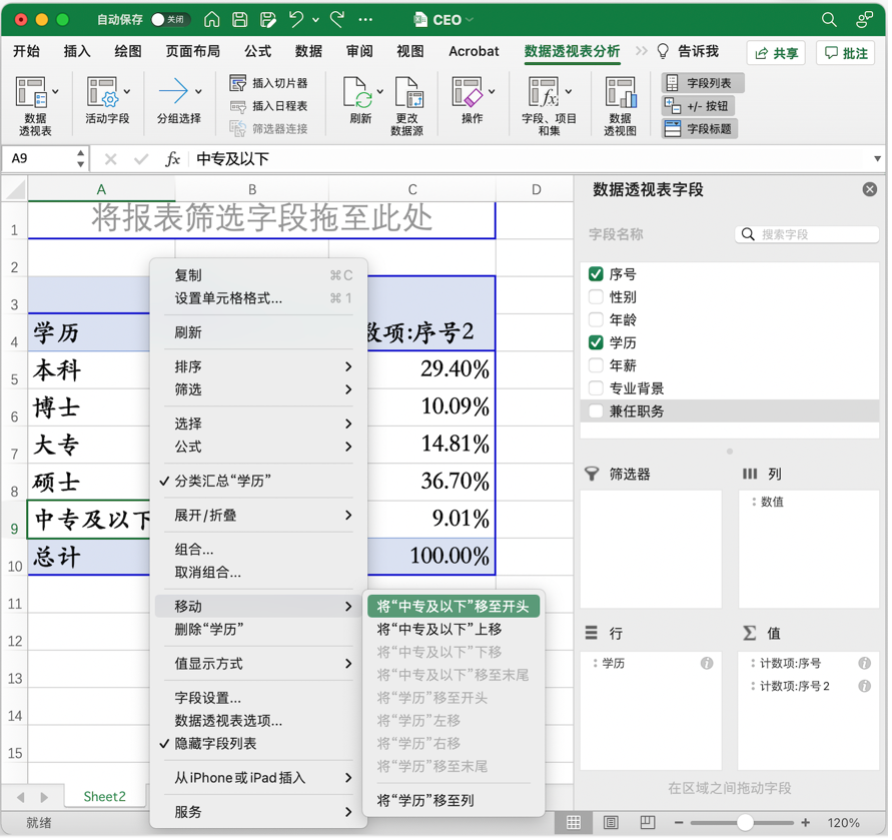 自动保存 关闭 CEO
开始 插入 绘图 页面布局 公式 数据 审阅 视图 Acrobat 数据透视表分析 >> 告诉我 共享 批注
数据透视表
活动字段
分组选择
插入切片器
插入日程表
筛选器连接
刷新
更改数据源
操作
字段、项目和集
数据透视图
字段列表
+/- 按钮
字段标题
A9 fx 中专及以下
A B C D
1 将报表筛选字段拖至此处
2
3
4 学历 数项:序号2
5 本科 29.40%
6 博士 10.09%
7 大专 14.81%
8 硕士 36.70%
9 中专及以下 9.01%
10 总计 100.00%
11
12
13
14
15
复制 ⌘C
设置单元格格式... ⌘1
刷新
排序
筛选
选择
公式
✓ 分类汇总“学历”
展开/折叠
组合...
取消组合...
移动
删除“学历”
值显示方式
字段设置...
数据透视表选项...
✓ 隐藏字段列表
从iPhone或iPad插入
服务
将“中专及以下”移至开头
将“中专及以下”上移
将“中专及以下”下移
将“中专及以下”移至末尾
将“学历”移至开头
将“学历”左移
将“学历”右移
将“学历”移至末尾
将“学历”移至列
数据透视表字段
字段名称 搜索字段
序号
性别
年龄
学历
年薪
专业背景
兼任职务
筛选器
列
数值
行
学历
Σ 值
计数项:序号
计数项:序号2
在区域之间拖动字段
Sheet2
就绪 120%